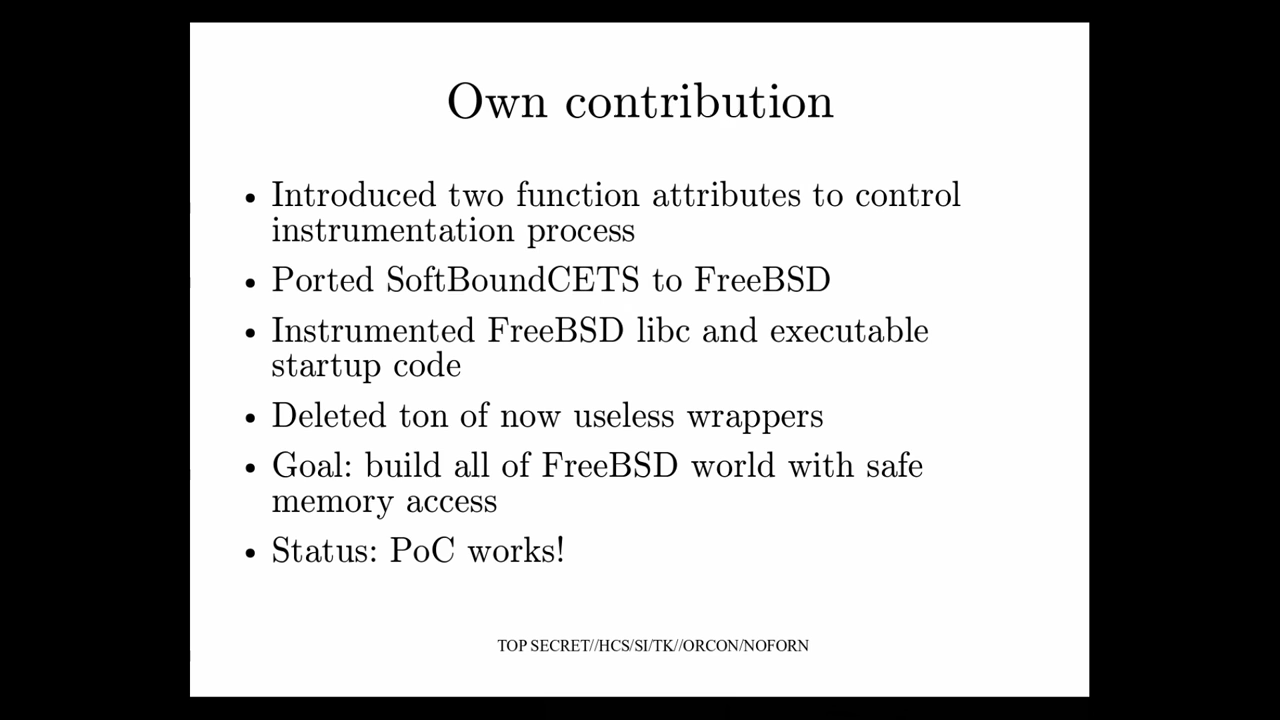 Own contribution
• Introduced two function attributes to control
instrumentation process
• Ported SoftBoundCETS to FreeBSD
• Instrumented FreeBSD libc and executable
startup code
• Deleted ton of now useless wrappers
• Goal: build all of FreeBSD world with safe
memory access
• Status: PoC works!
TOP SECRET//HCS/SI/TK//ORCON/NOFORN